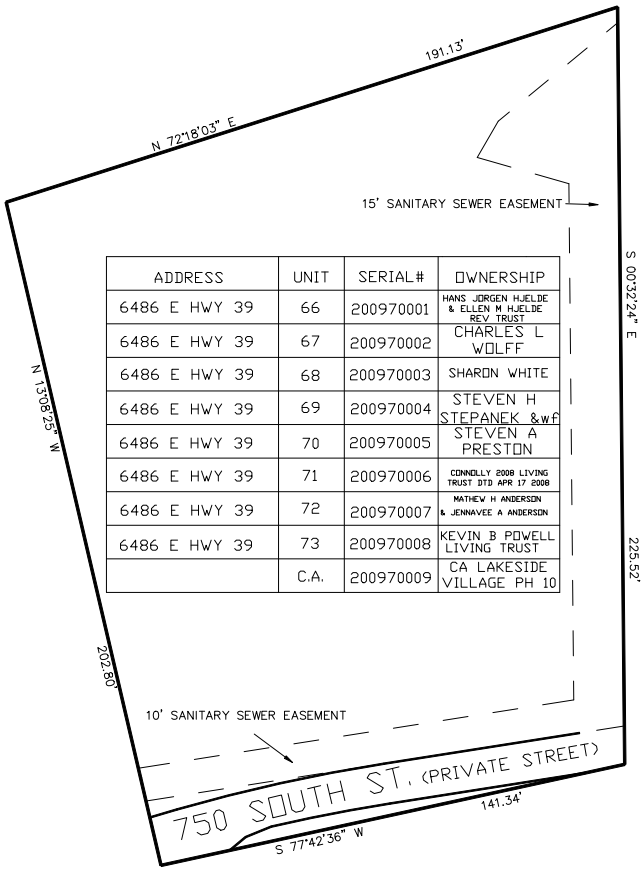 191.13'
N 72°18'03" E
15' SANITARY SEWER EASEMENT
S 00°32'24" E
ADDRESS UNIT SERIAL# OWNERSHIP
6486 E HWY 39 66 200970001 HANS JORGEN HJELDE
& ELLEN M HJELDE
REV TRUST
6486 E HWY 39 67 200970002 CHARLES L
WOLFF
6486 E HWY 39 68 200970003 SHARON WHITE
6486 E HWY 39 69 200970004 STEVEN H
STEPANEK &wf
6486 E HWY 39 70 200970005 STEVEN A
PRESTON
6486 E HWY 39 71 200970006 CONNOLLY 2008 LIVING
TRUST DTD APR 17 2008
6486 E HWY 39 72 200970007 MATHEW H ANDERSON
& JENNAVEE A ANDERSON
6486 E HWY 39 73 200970008 KEVIN B POWELL
LIVING TRUST
C.A. 200970009 CA LAKESIDE
VILLAGE PH 10
N 13°08'25" W
225.52'
202.80'
10' SANITARY SEWER EASEMENT
750 SOUTH ST. (PRIVATE STREET)
141.34'
S 77°42'36" W